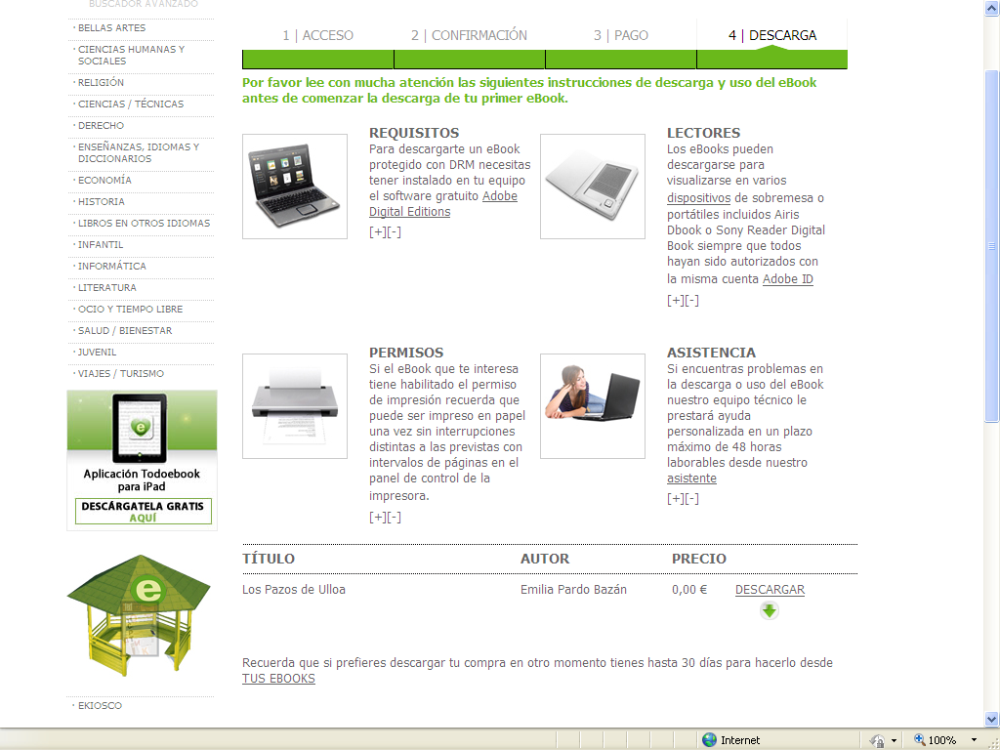 BUSCADOR AVANZADO
· BELLAS ARTES
· CIENCIAS HUMANAS Y
SOCIALES
· RELIGIÓN
· CIENCIAS / TÉCNICAS
· DERECHO
· ENSEÑANZAS, IDIOMAS Y
DICCIONARIOS
· ECONOMÍA
· HISTORIA
· LIBROS EN OTROS IDIOMAS
· INFANTIL
· INFORMÁTICA
· LITERATURA
· OCIO Y TIEMPO LIBRE
· SALUD / BIENESTAR
· JUVENIL
· VIAJES / TURISMO
e
Aplicación Todoebook
para iPad
DESCÁRGATELA GRATIS
AQUÍ
e
· EKIOSCO
1 | ACCESO
2 | CONFIRMACIÓN
3 | PAGO
4 | DESCARGA
Por favor lee con mucha atención las siguientes instrucciones de descarga y uso del eBook
antes de comenzar la descarga de tu primer eBook.
REQUISITOS
Para descargarte un eBook
protegido con DRM necesitas
tener instalado en tu equipo
el software gratuito Adobe
Digital Editions
[+][-]
LECTORES
Los eBooks pueden
descargarse para
visualizarse en varios
dispositivos de sobremesa o
portátiles incluidos Airis
Dbook o Sony Reader Digital
Book siempre que todos
hayan sido autorizados con
la misma cuenta Adobe ID
[+][-]
PERMISOS
Si el eBook que te interesa
tiene habilitado el permiso
de impresión recuerda que
puede ser impreso en papel
una vez sin interrupciones
distintas a las previstas con
intervalos de páginas en el
panel de control de la
impresora.
[+][-]
ASISTENCIA
Si encuentras problemas en
la descarga o uso del eBook
nuestro equipo técnico le
prestará ayuda
personalizada en un plazo
máximo de 48 horas
laborables desde nuestro
asistente
[+][-]
TÍTULO AUTOR PRECIO
Los Pazos de Ulloa Emilia Pardo Bazán 0,00 € DESCARGAR
Recuerda que si prefieres descargar tu compra en otro momento tienes hasta 30 días para hacerlo desde
TUS EBOOKS
Internet 100%